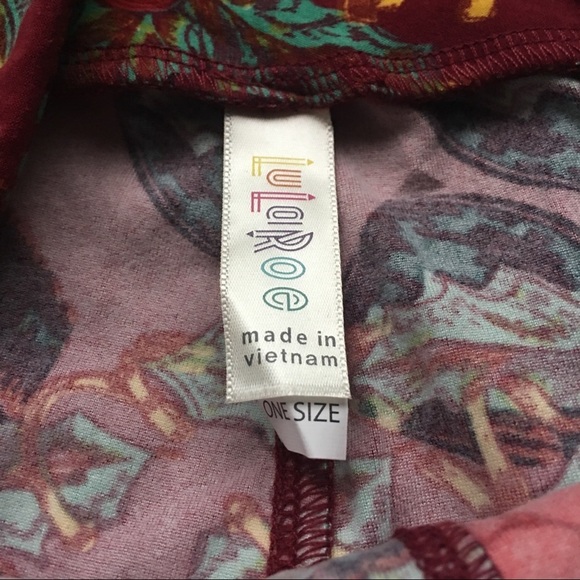 LuLaRoe
made in
vietnam
ONE SIZE